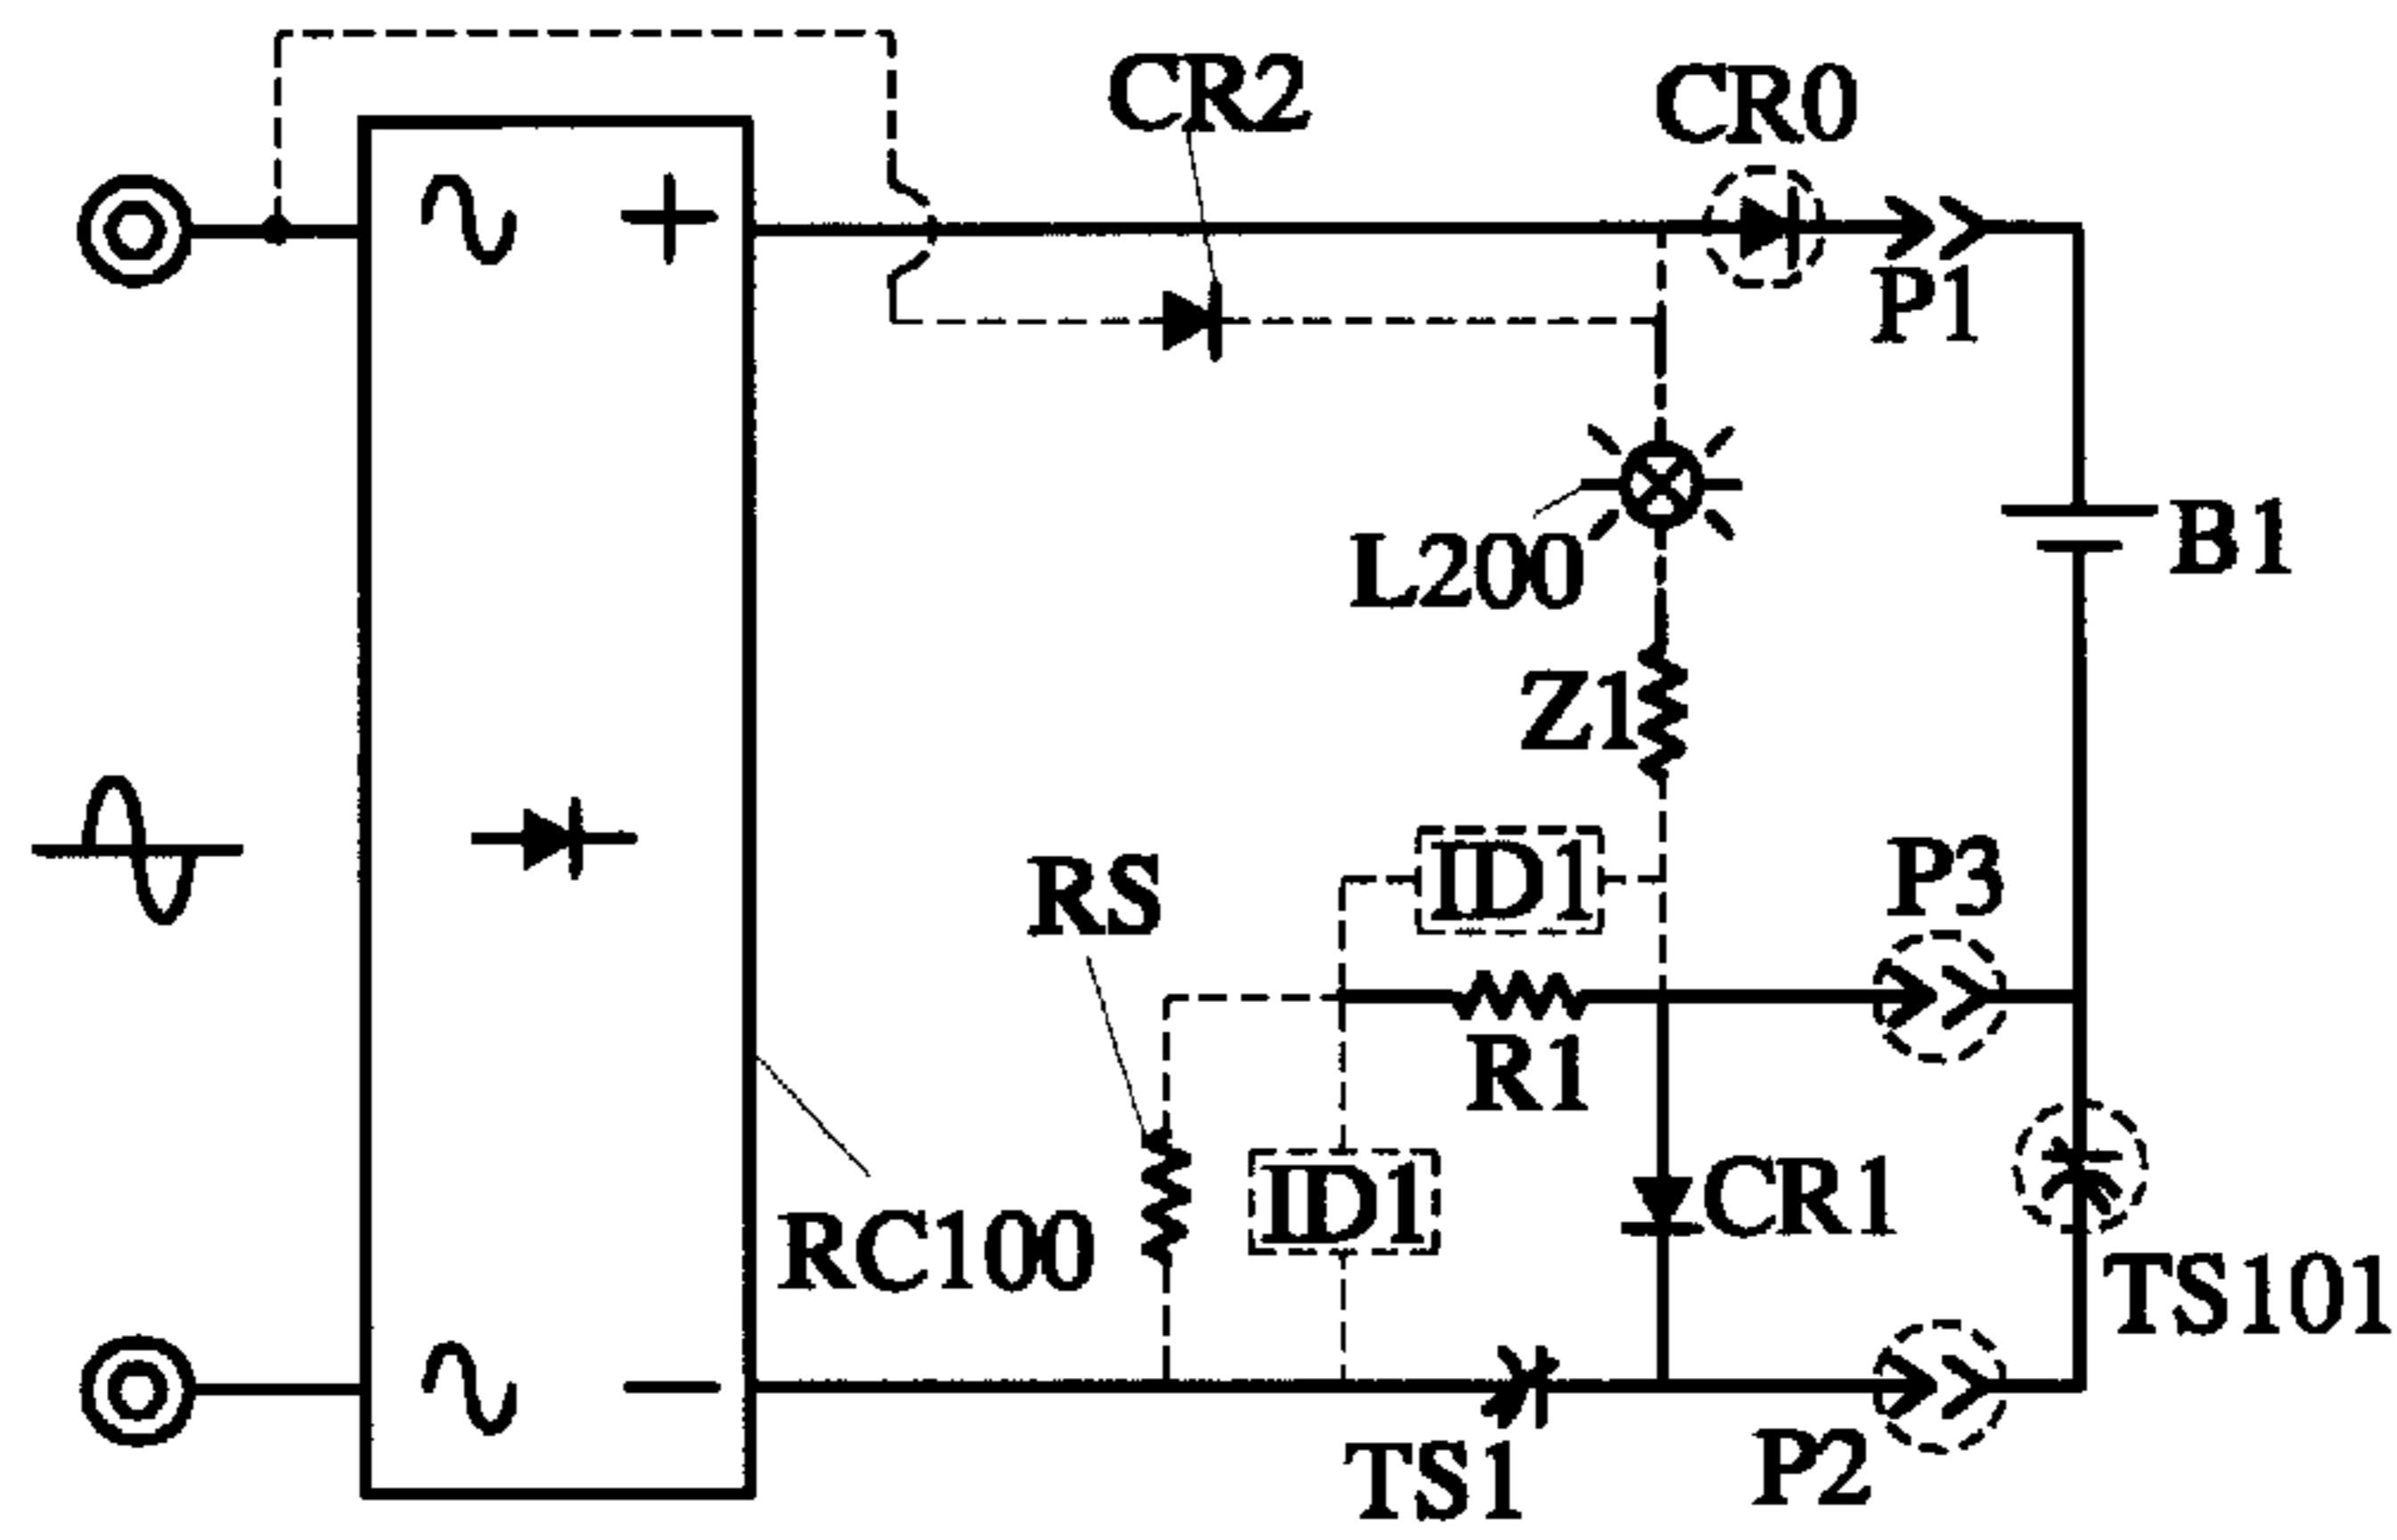 CR2
CR0
+
P1
L200
B1
Z1
ID1
P3
RS
R1
ID1
CR1
RC100
TS101
−
TS1
P2